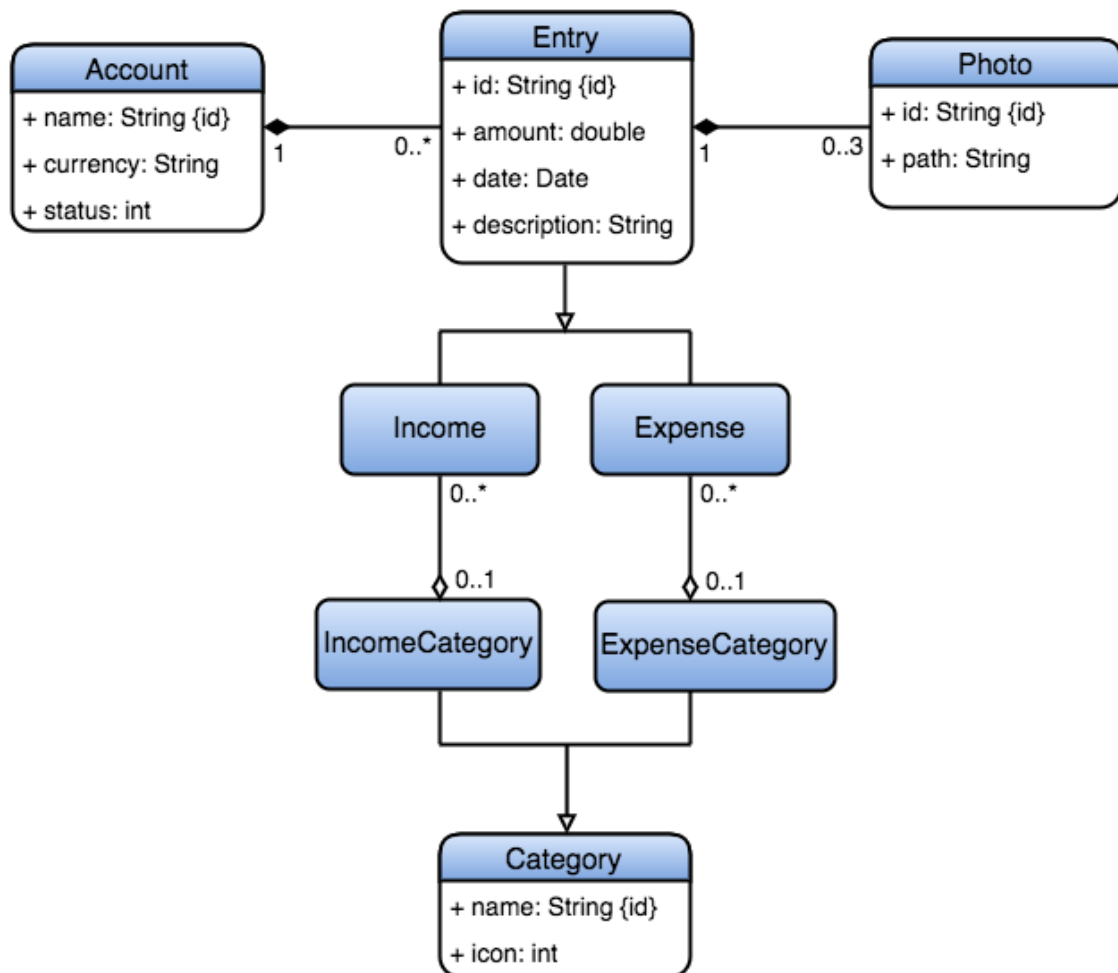 Account
+ name: String {id}
+ currency: String
+ status: int
1
0..*
Entry
+ id: String {id}
+ amount: double
+ date: Date
+ description: String
1
0..3
Photo
+ id: String {id}
+ path: String
Income
0..*
Expense
0..*
0..1
IncomeCategory
0..1
ExpenseCategory
Category
+ name: String {id}
+ icon: int